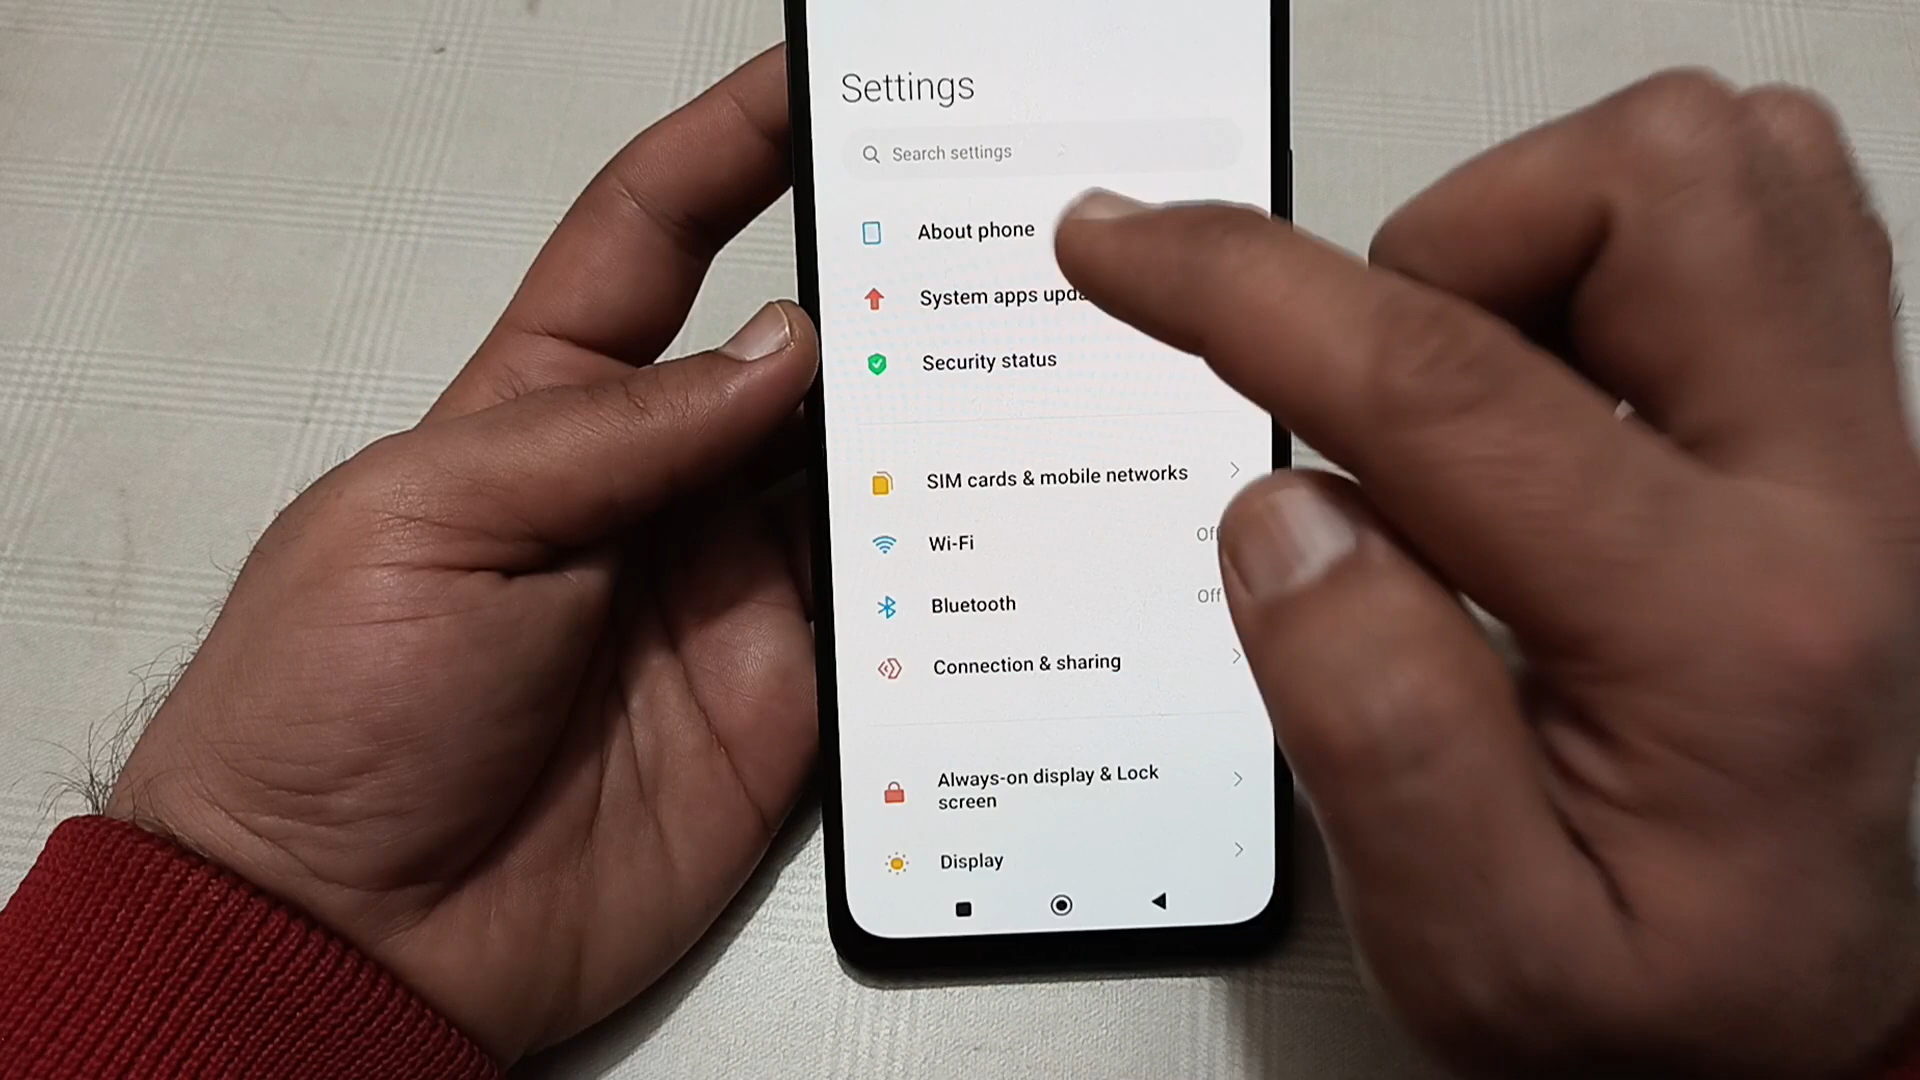 Settings
Search settings
About phone
System apps
Security status
SIM cards & mobile networks
Wi-Fi
Off
Bluetooth
Off
Connection & sharing
Always-on display & Lock
screen
Display